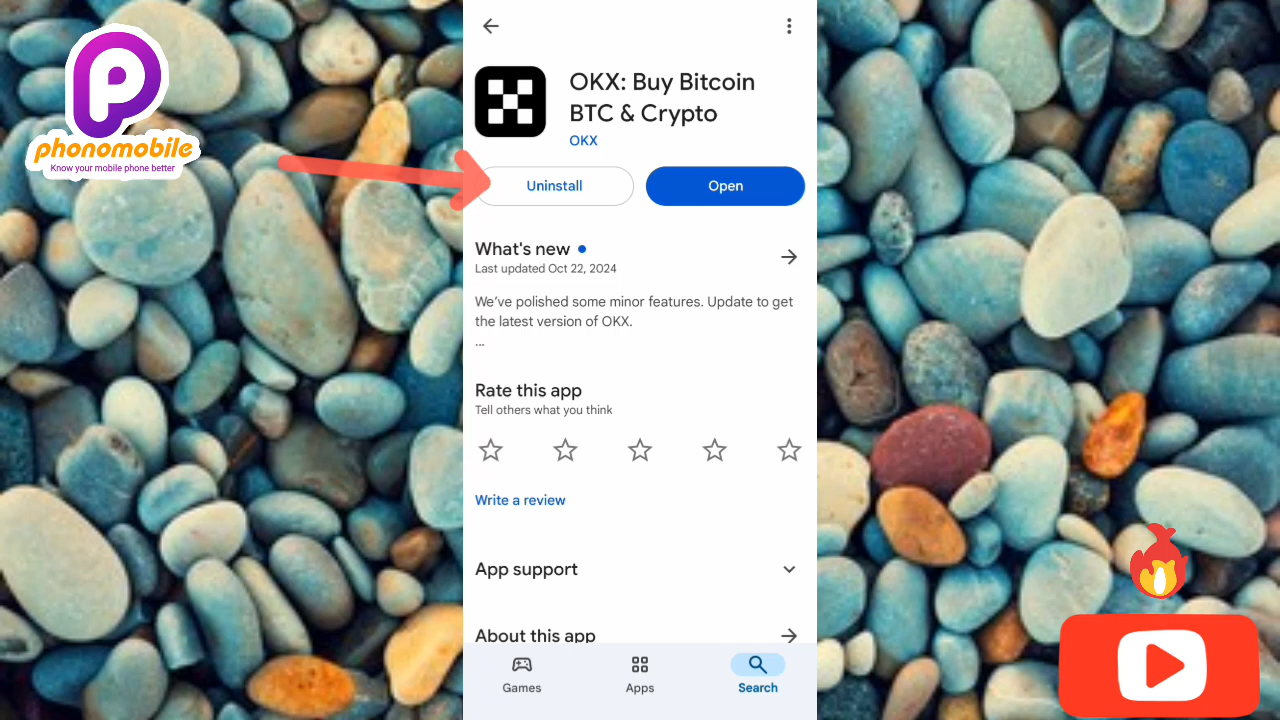 phonomobile
Know your mobile phone better
OKX: Buy Bitcoin
BTC & Crypto
OKX
Uninstall
Open
What's new
Last updated Oct 22, 2024
We've polished some minor features. Update to get
the latest version of OKX.
...
Rate this app
Tell others what you think
Write a review
App support
About this app
Games
Apps
Search